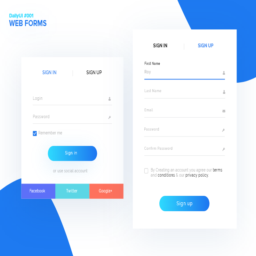 DailyUI #001
WEB FORMS
SIGN IN
SIGN UP
Login
Password
Remember me
Sign in
or use social account
Facebook
Twitter
Google+
SIGN IN
SIGN UP
First Name
Roy
Last Name
Email
Password
Confirm Password
By Creating an account you agree our terms
and conditions & our privacy policy
Sign up